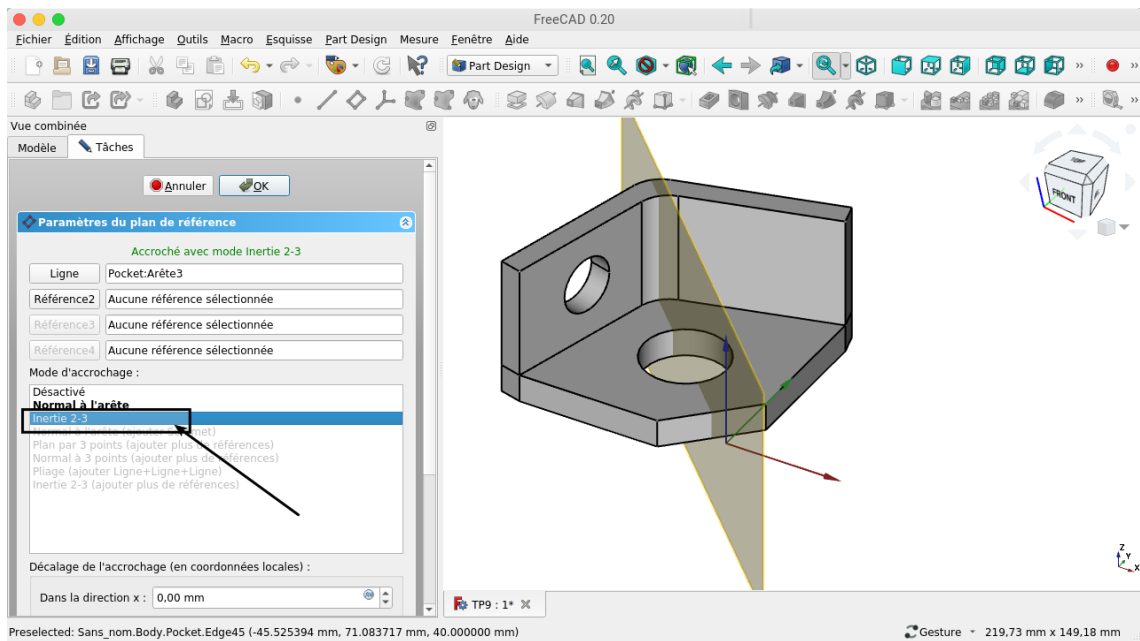 FreeCAD 0.20
Fichier Édition Affichage Outils Macro Esquisse Part Design Mesure Fenêtre Aide
Part Design
Vue combinée
Modèle Tâches
Annuler OK
Paramètres du plan de référence
Accroché avec mode Inertie 2-3
Ligne Pocket:Arête3
Référence2 Aucune référence sélectionnée
Référence3 Aucune référence sélectionnée
Référence4 Aucune référence sélectionnée
Mode d'accrochage :
Désactivé
Normal à l'arête
Inertie 2-3
Normal à l'arête (ajouter Sommet)
Plan par 3 points (ajouter plus de références)
Normal à 3 points (ajouter plus de références)
Pliage (ajouter Ligne+Ligne+Ligne)
Inertie 2-3 (ajouter plus de références)
Décalage de l'accrochage (en coordonnées locales) :
Dans la direction x : 0,00 mm
FRONT
Z
Y
X
TP9 : 1*
Preselected: Sans_nom.Body.Pocket.Edge45 (-45.525394 mm, 71.083717 mm, 40.000000 mm)
Gesture 219,73 mm x 149,18 mm